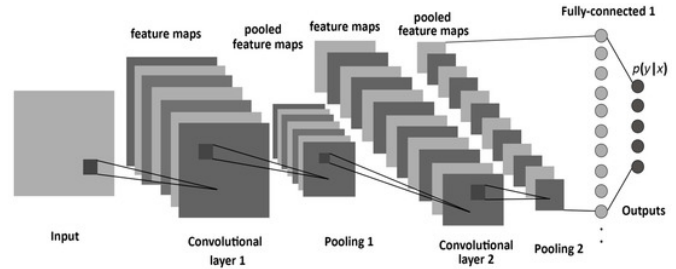 Fully-connected 1
feature maps
pooled
feature maps
feature maps
pooled
feature maps
p(y|x)
Outputs
Input
Convolutional
layer 1
Pooling 1
Convolutional
layer 2
Pooling 2